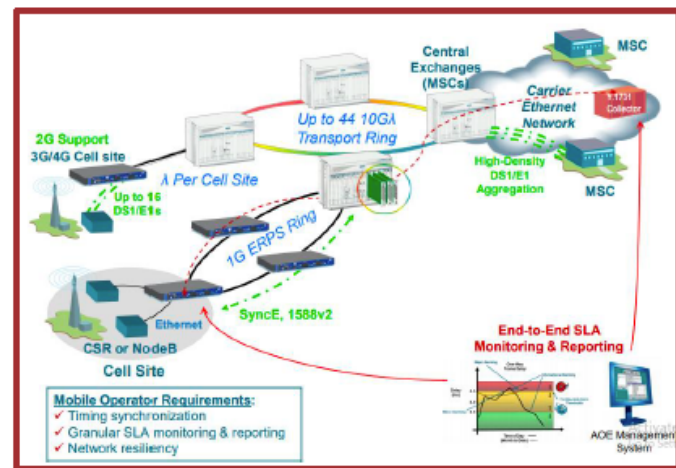 Central
Exchanges
(MSCs)
MSC
Carrier
Ethernet
Network
Y.1731
Collector
Up to 44 10Gλ
Transport Ring
2G Support
3G/4G Cell site
λ Per Cell Site
High-Density
DS1/E1
Aggregation
MSC
Up to 16
DS1/E1s
1G ERPS Ring
SyncE, 1588v2
Ethernet
CSR or NodeB
Cell Site
End-to-End SLA
Monitoring & Reporting
Mobile Operator Requirements:
✓ Timing synchronization
✓ Granular SLA monitoring & reporting
✓ Network resiliency
AOE Management
System